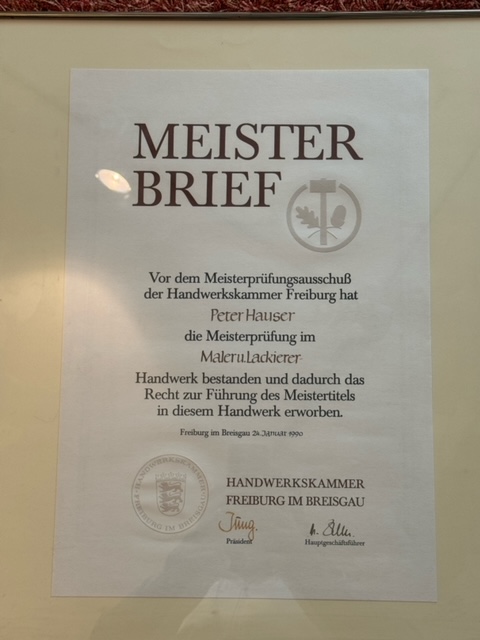 MEISTER
BRIEF
Vor dem Meisterprüfungsausschuß
der Handwerkskammer Freiburg hat
Peter Hauser
die Meisterprüfung im
Maler u. Lackierer-
Handwerk bestanden und dadurch das
Recht zur Führung des Meistertitels
in diesem Handwerk erworben.
Freiburg im Breisgau 24. Januar 1990
HANDWERKSKAMMER
FREIBURG IM BREISGAU
Jung.
Präsident
Hauptgeschäftsführer